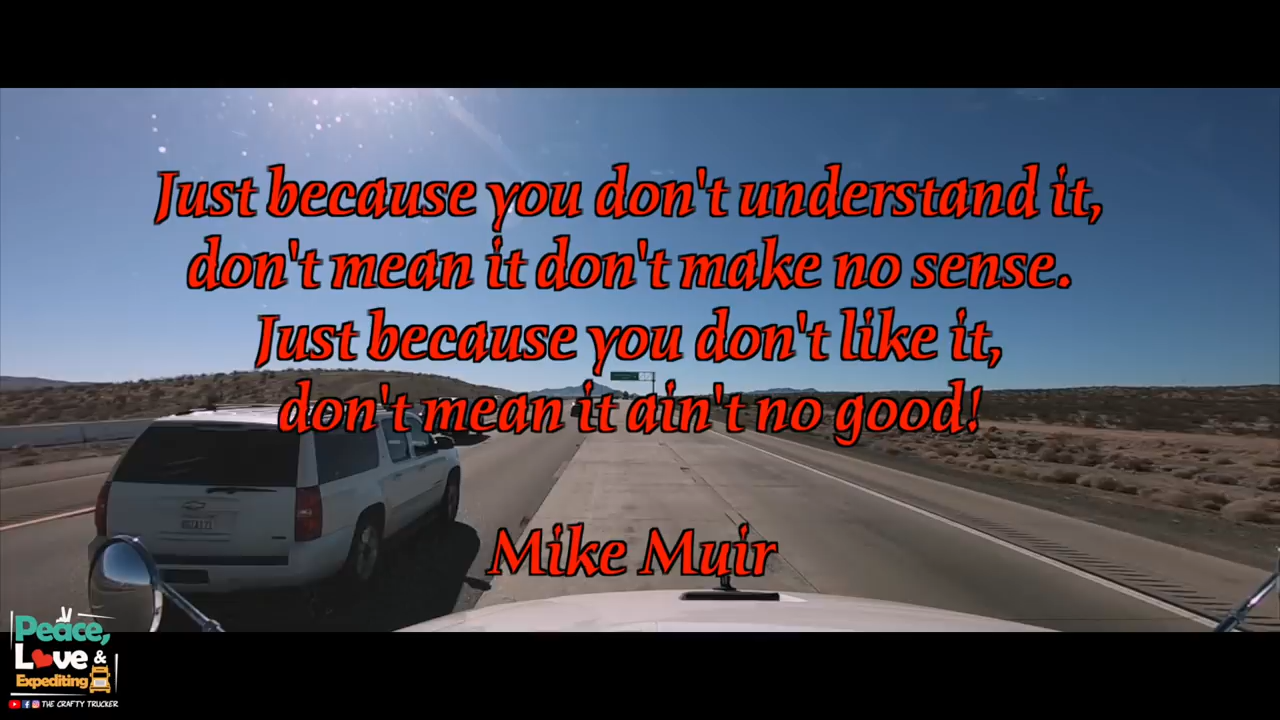 Just because you don't understand it,
don't mean it don't make no sense.
Just because you don't like it,
don't mean it ain't no good!
Mike Muir
Peace,
Love &
Expediting
THE CRAFTY TRUCKER